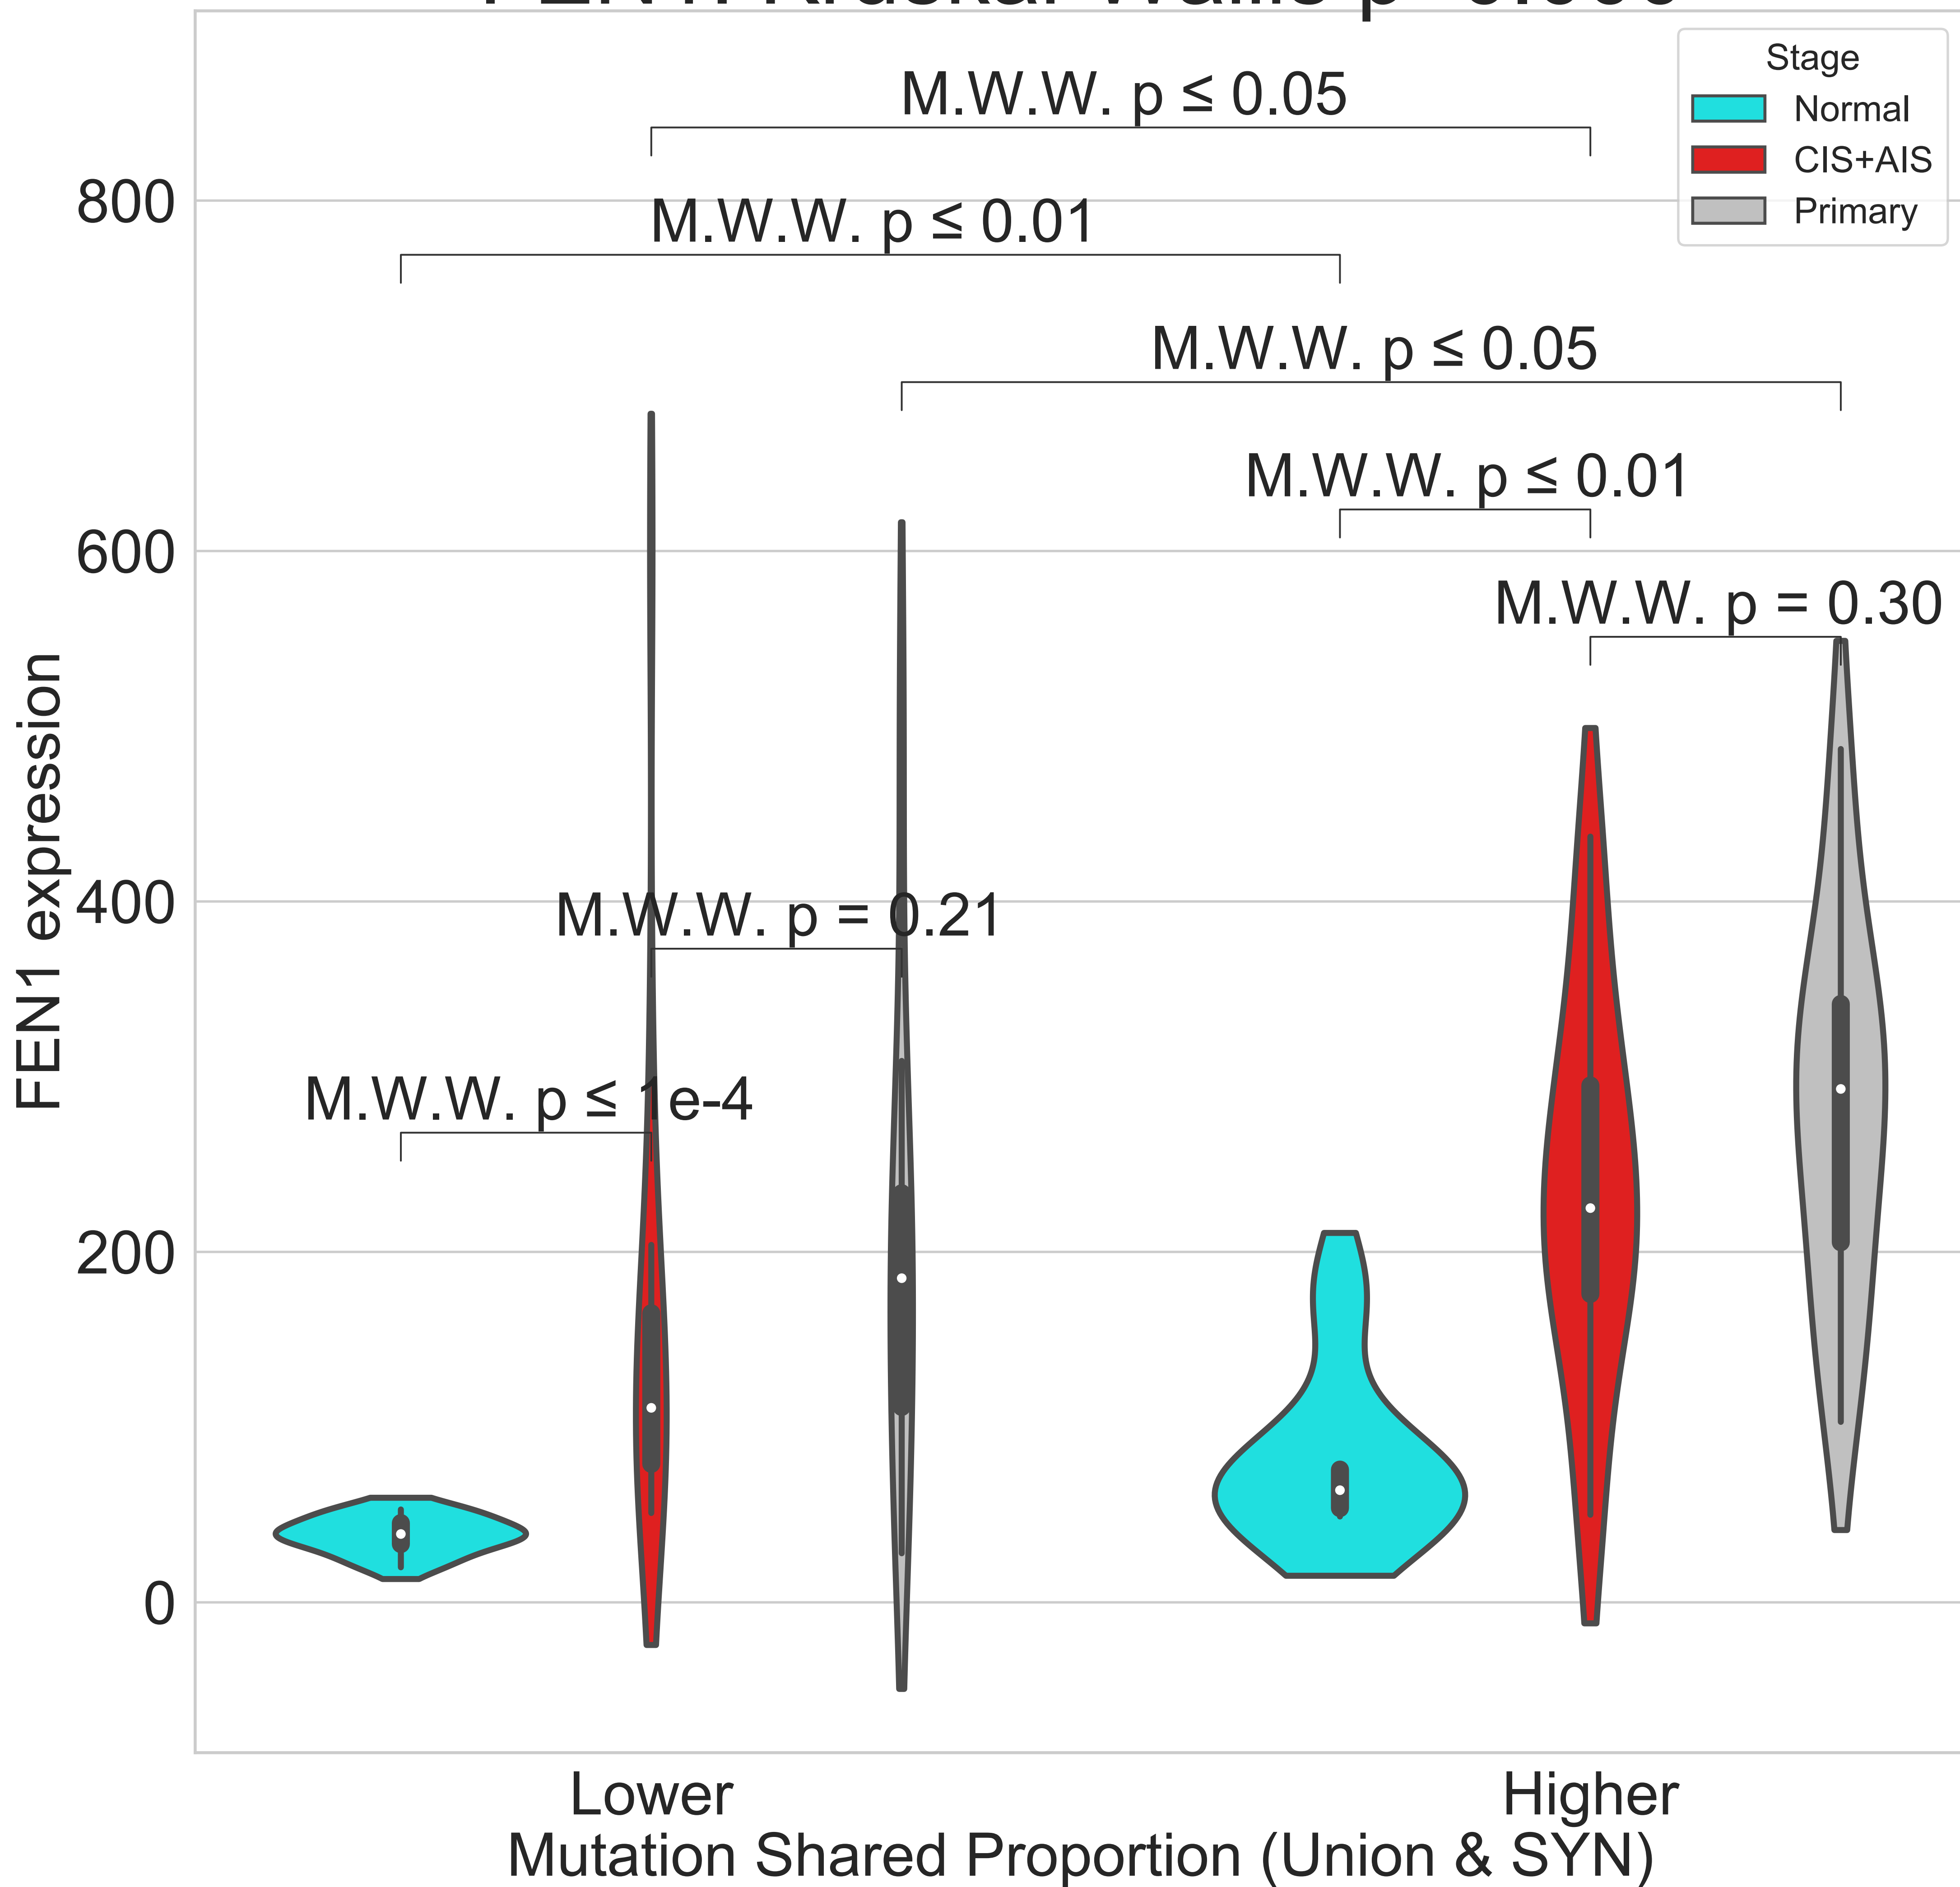 Stage
Normal
CIS+AIS
Primary
M.W.W. p ≤ 0.05
M.W.W. p ≤ 0.01
M.W.W. p ≤ 0.05
M.W.W. p ≤ 0.01
M.W.W. p = 0.30
M.W.W. p = 0.21
M.W.W. p ≤ 1e-4
800
600
400
200
0
FEN1 expression
Lower
Higher
Mutation Shared Proportion (Union & SYN)